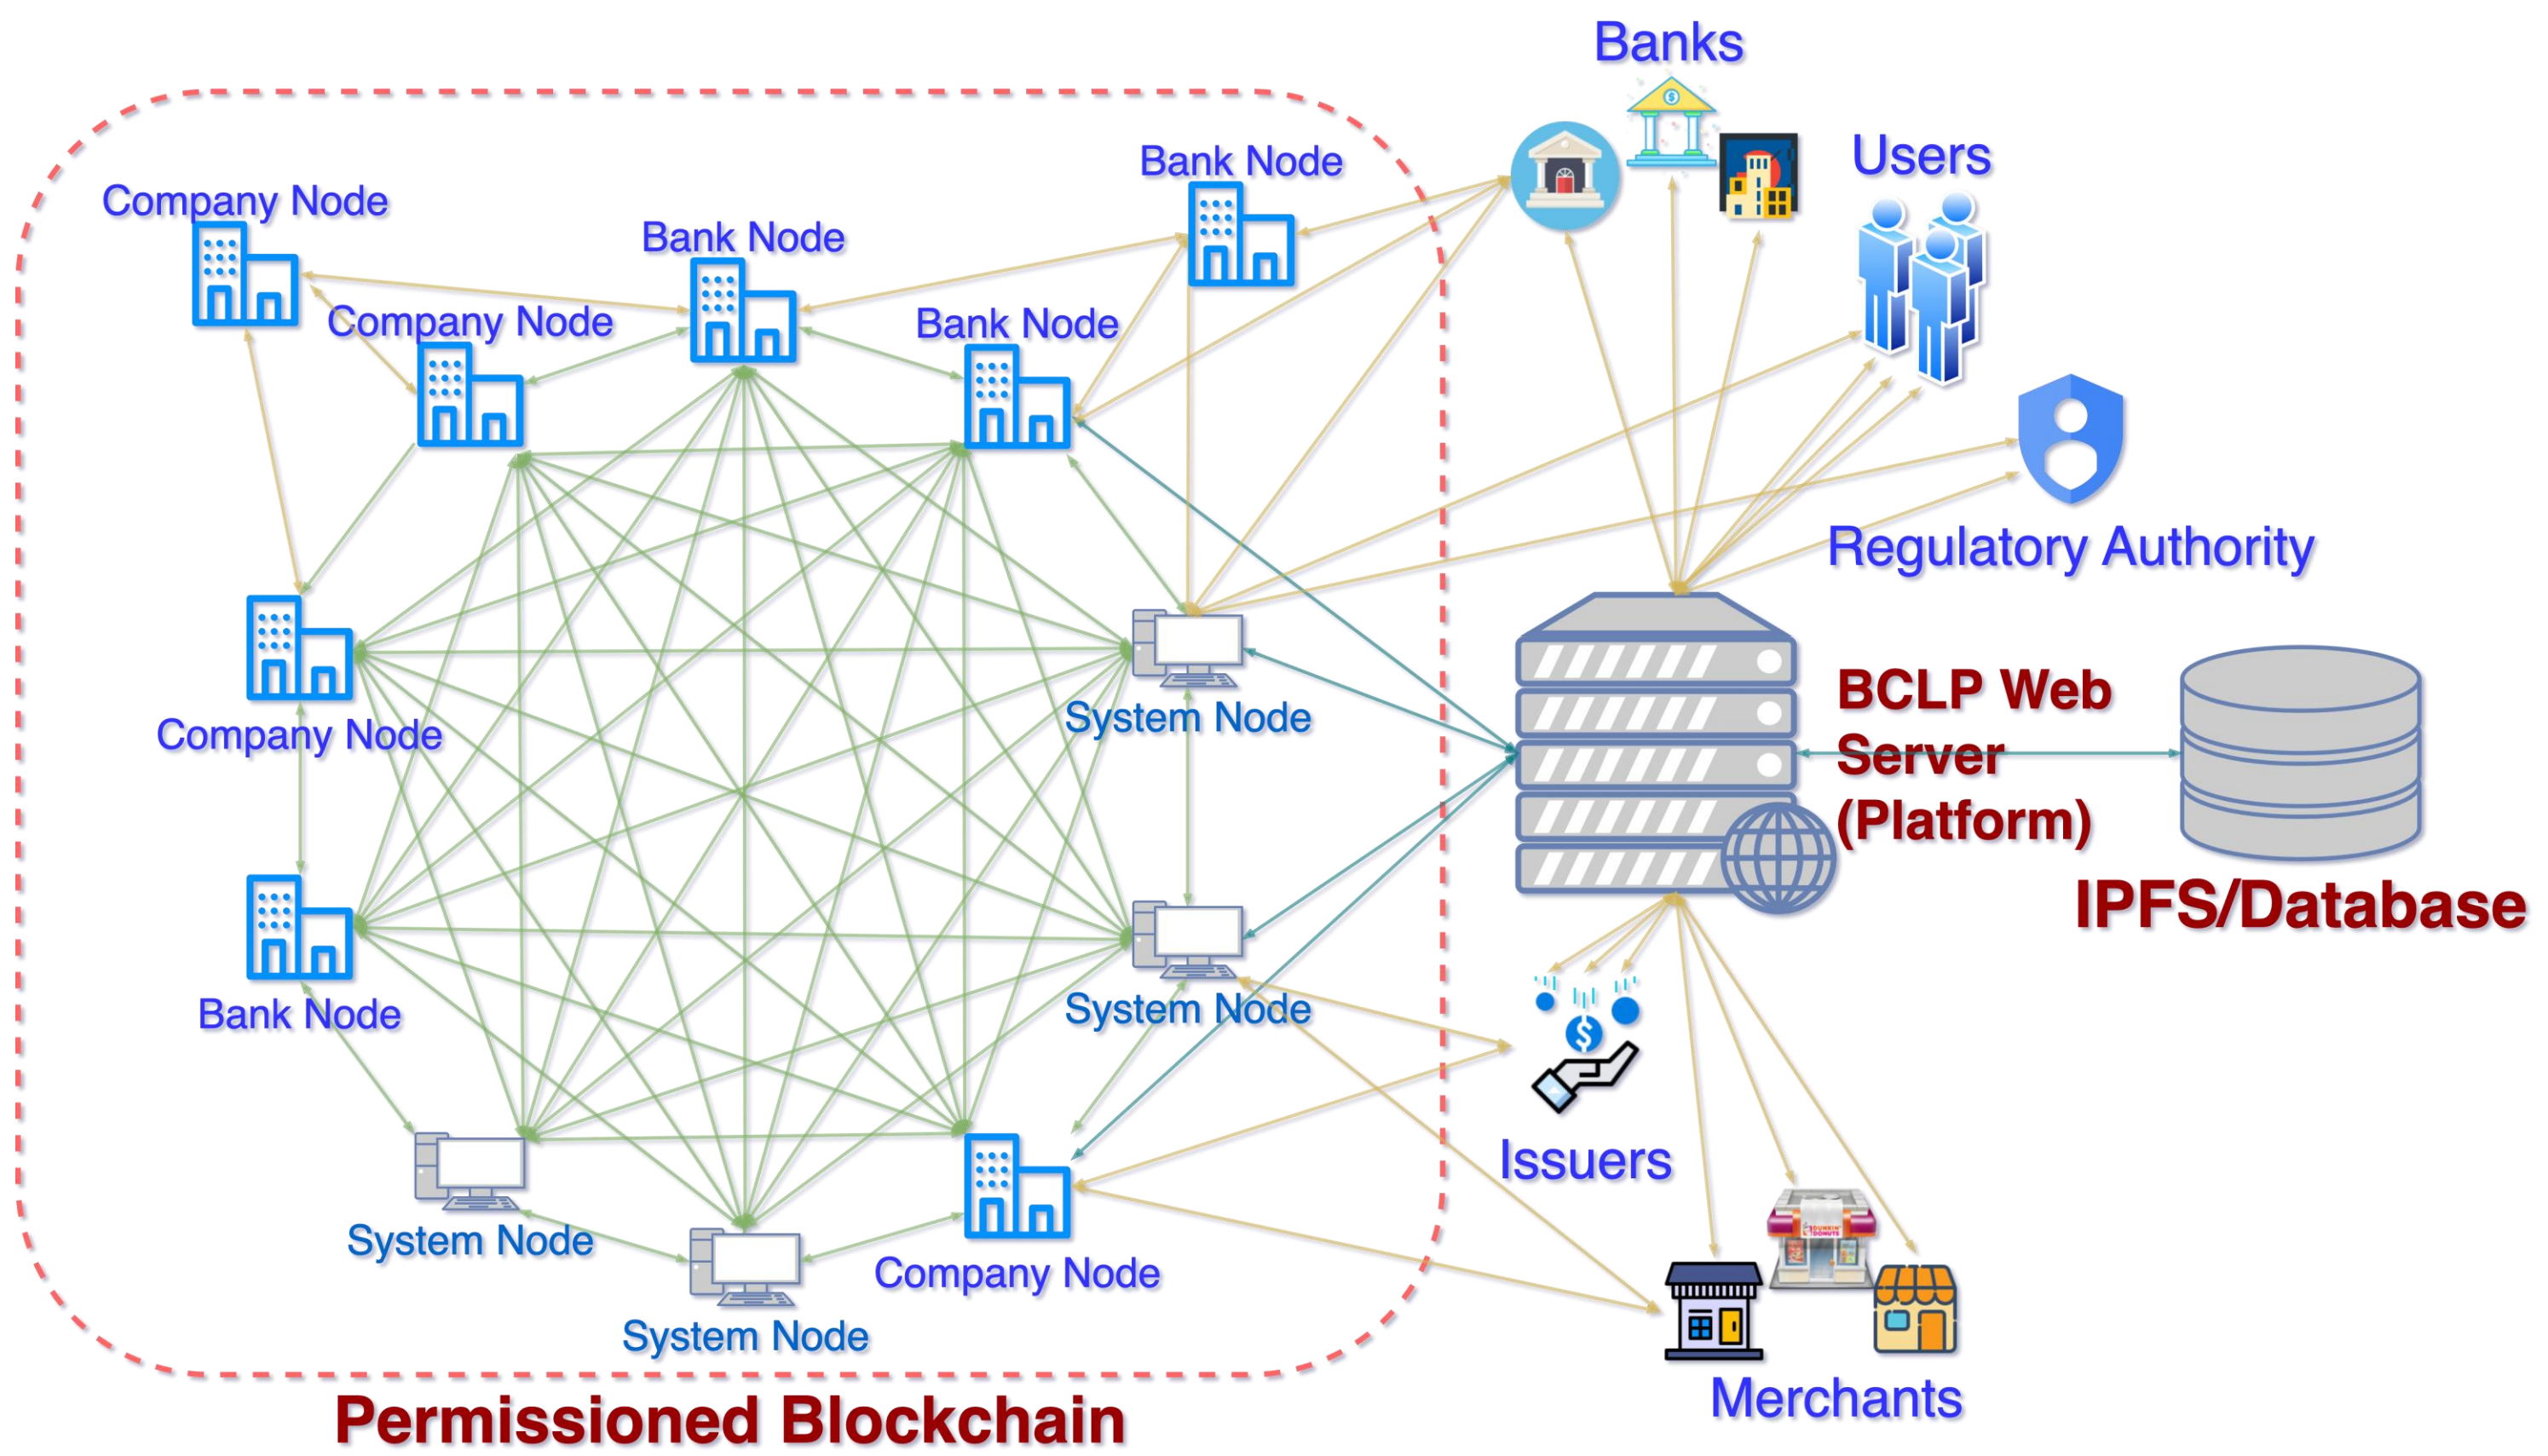 Banks
Users
Bank Node
Company Node
Bank Node
Company Node
Bank Node
Regulatory Authority
BCLP Web
Server
(Platform)
System Node
Company Node
IPFS/Database
Bank Node
System Node
Issuers
System Node
Company Node
System Node
DUNKIN'
DONUTS
Merchants
Permissioned Blockchain
$
$